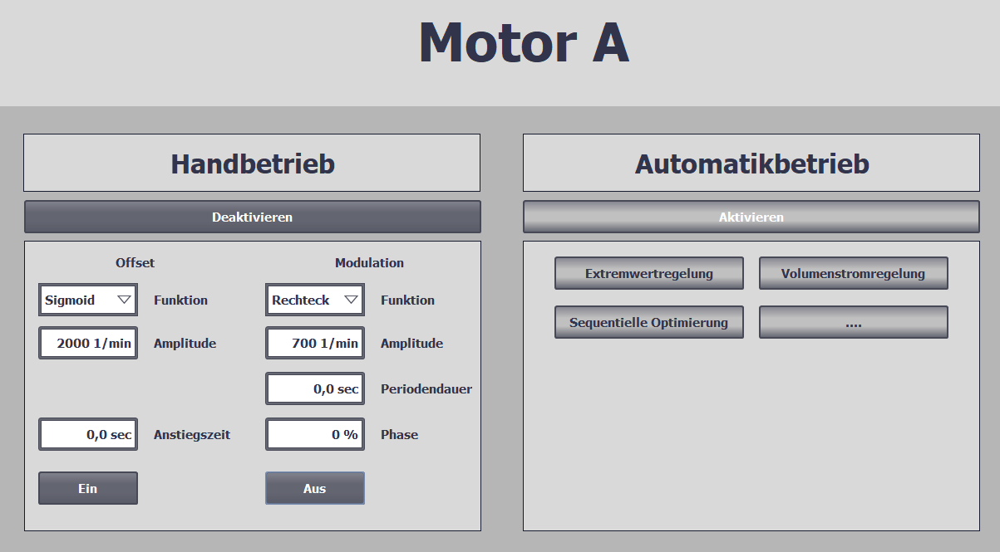 Motor A
Handbetrieb
Deaktivieren
Offset
Modulation
Sigmoid Funktion
Rechteck Funktion
2000 1/min Amplitude
700 1/min Amplitude
0,0 sec Periodendauer
0,0 sec Anstiegszeit
0 % Phase
Ein
Aus
Automatikbetrieb
Aktivieren
Extremwertregelung
Volumenstromregelung
Sequentielle Optimierung
....